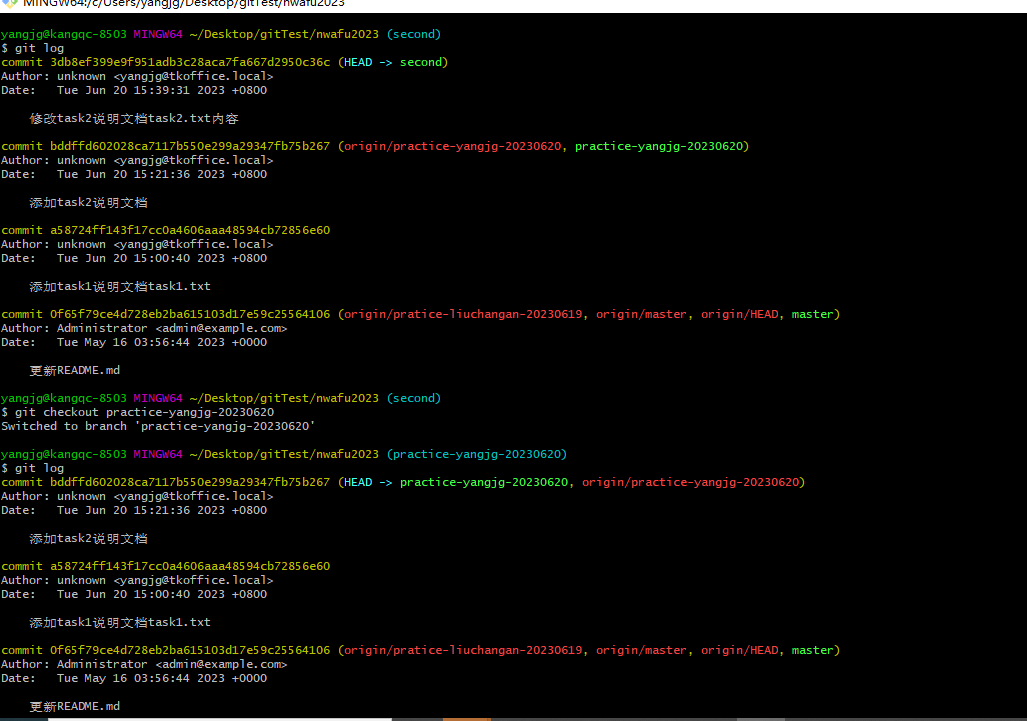 MINGW64:/c/Users/yangjg/Desktop/gitTest/nwafu2023
yangjg@kangqc-8503 MINGW64 ~/Desktop/gitTest/nwafu2023 (second)
$ git log
commit 3db8ef399e9f951adb3c28aca7fa667d2950c36c (HEAD -> second)
Author: unknown <yangjg@tkoffice.local>
Date:   Tue Jun 20 15:39:31 2023 +0800
修改task2说明文档task2.txt内容
commit bddffd602028ca7117b550e299a29347fb75b267 (origin/practice-yangjg-20230620, practice-yangjg-20230620)
Author: unknown <yangjg@tkoffice.local>
Date:   Tue Jun 20 15:21:36 2023 +0800
添加task2说明文档
commit a58724ff143f17cc0a4606aaa48594cb72856e60
Author: unknown <yangjg@tkoffice.local>
Date:   Tue Jun 20 15:00:40 2023 +0800
添加task1说明文档task1.txt
commit 0f65f79ce4d728eb2ba615103d17e59c25564106 (origin/pratice-liuchangan-20230619, origin/master, origin/HEAD, master)
Author: Administrator <admin@example.com>
Date:   Tue May 16 03:56:44 2023 +0000
更新README.md
yangjg@kangqc-8503 MINGW64 ~/Desktop/gitTest/nwafu2023 (second)
$ git checkout practice-yangjg-20230620
Switched to branch 'practice-yangjg-20230620'
yangjg@kangqc-8503 MINGW64 ~/Desktop/gitTest/nwafu2023 (practice-yangjg-20230620)
$ git log
commit bddffd602028ca7117b550e299a29347fb75b267 (HEAD -> practice-yangjg-20230620, origin/practice-yangjg-20230620)
Author: unknown <yangjg@tkoffice.local>
Date:   Tue Jun 20 15:21:36 2023 +0800
添加task2说明文档
commit a58724ff143f17cc0a4606aaa48594cb72856e60
Author: unknown <yangjg@tkoffice.local>
Date:   Tue Jun 20 15:00:40 2023 +0800
添加task1说明文档task1.txt
commit 0f65f79ce4d728eb2ba615103d17e59c25564106 (origin/pratice-liuchangan-20230619, origin/master, origin/HEAD, master)
Author: Administrator <admin@example.com>
Date:   Tue May 16 03:56:44 2023 +0000
更新README.md